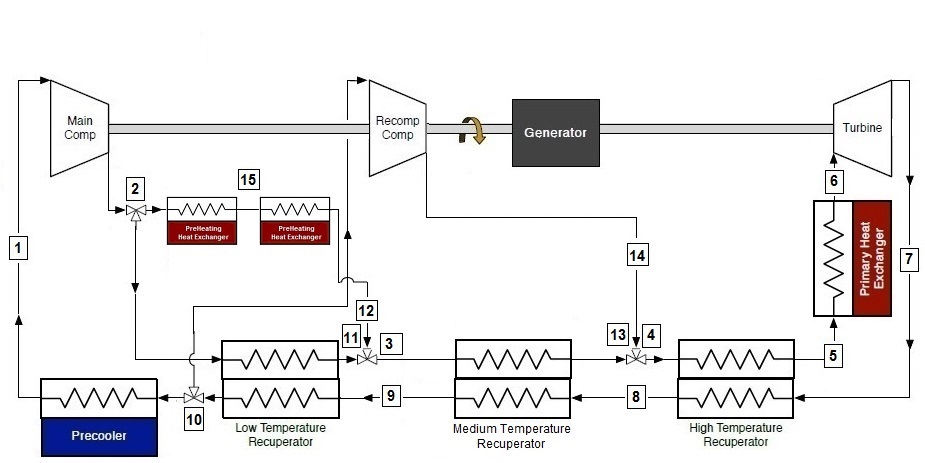 Main
Comp
Recomp
Comp
Generator
Turbine
2
15
6
PreHeating
Heat Exchanger
PreHeating
Heat Exchanger
Primary Heat
Exchanger
1
14
7
12
11
3
13
4
5
9
8
10
Precooler
Low Temperature
Recuperator
Medium Temperature
Recuperator
High Temperature
Recuperator